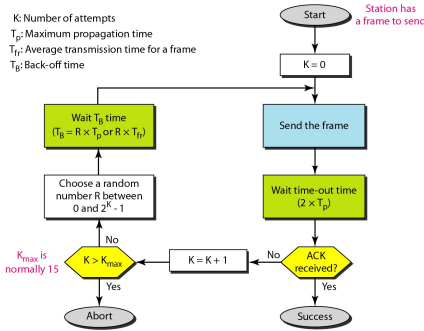 K: Number of attempts
Tp: Maximum propagation time
Tfr: Average transmission time for a frame
TB: Back-off time
Start
Station has
a frame to send
K = 0
Wait TB time
(TB = R × Tp or R × Tfr)
Send the frame
Choose a random
number R between
0 and 2^K - 1
Wait time-out time
(2 × Tp)
Kmax is
normally 15
No
K > Kmax
K = K + 1
No
ACK
received?
Yes
Yes
Abort
Success